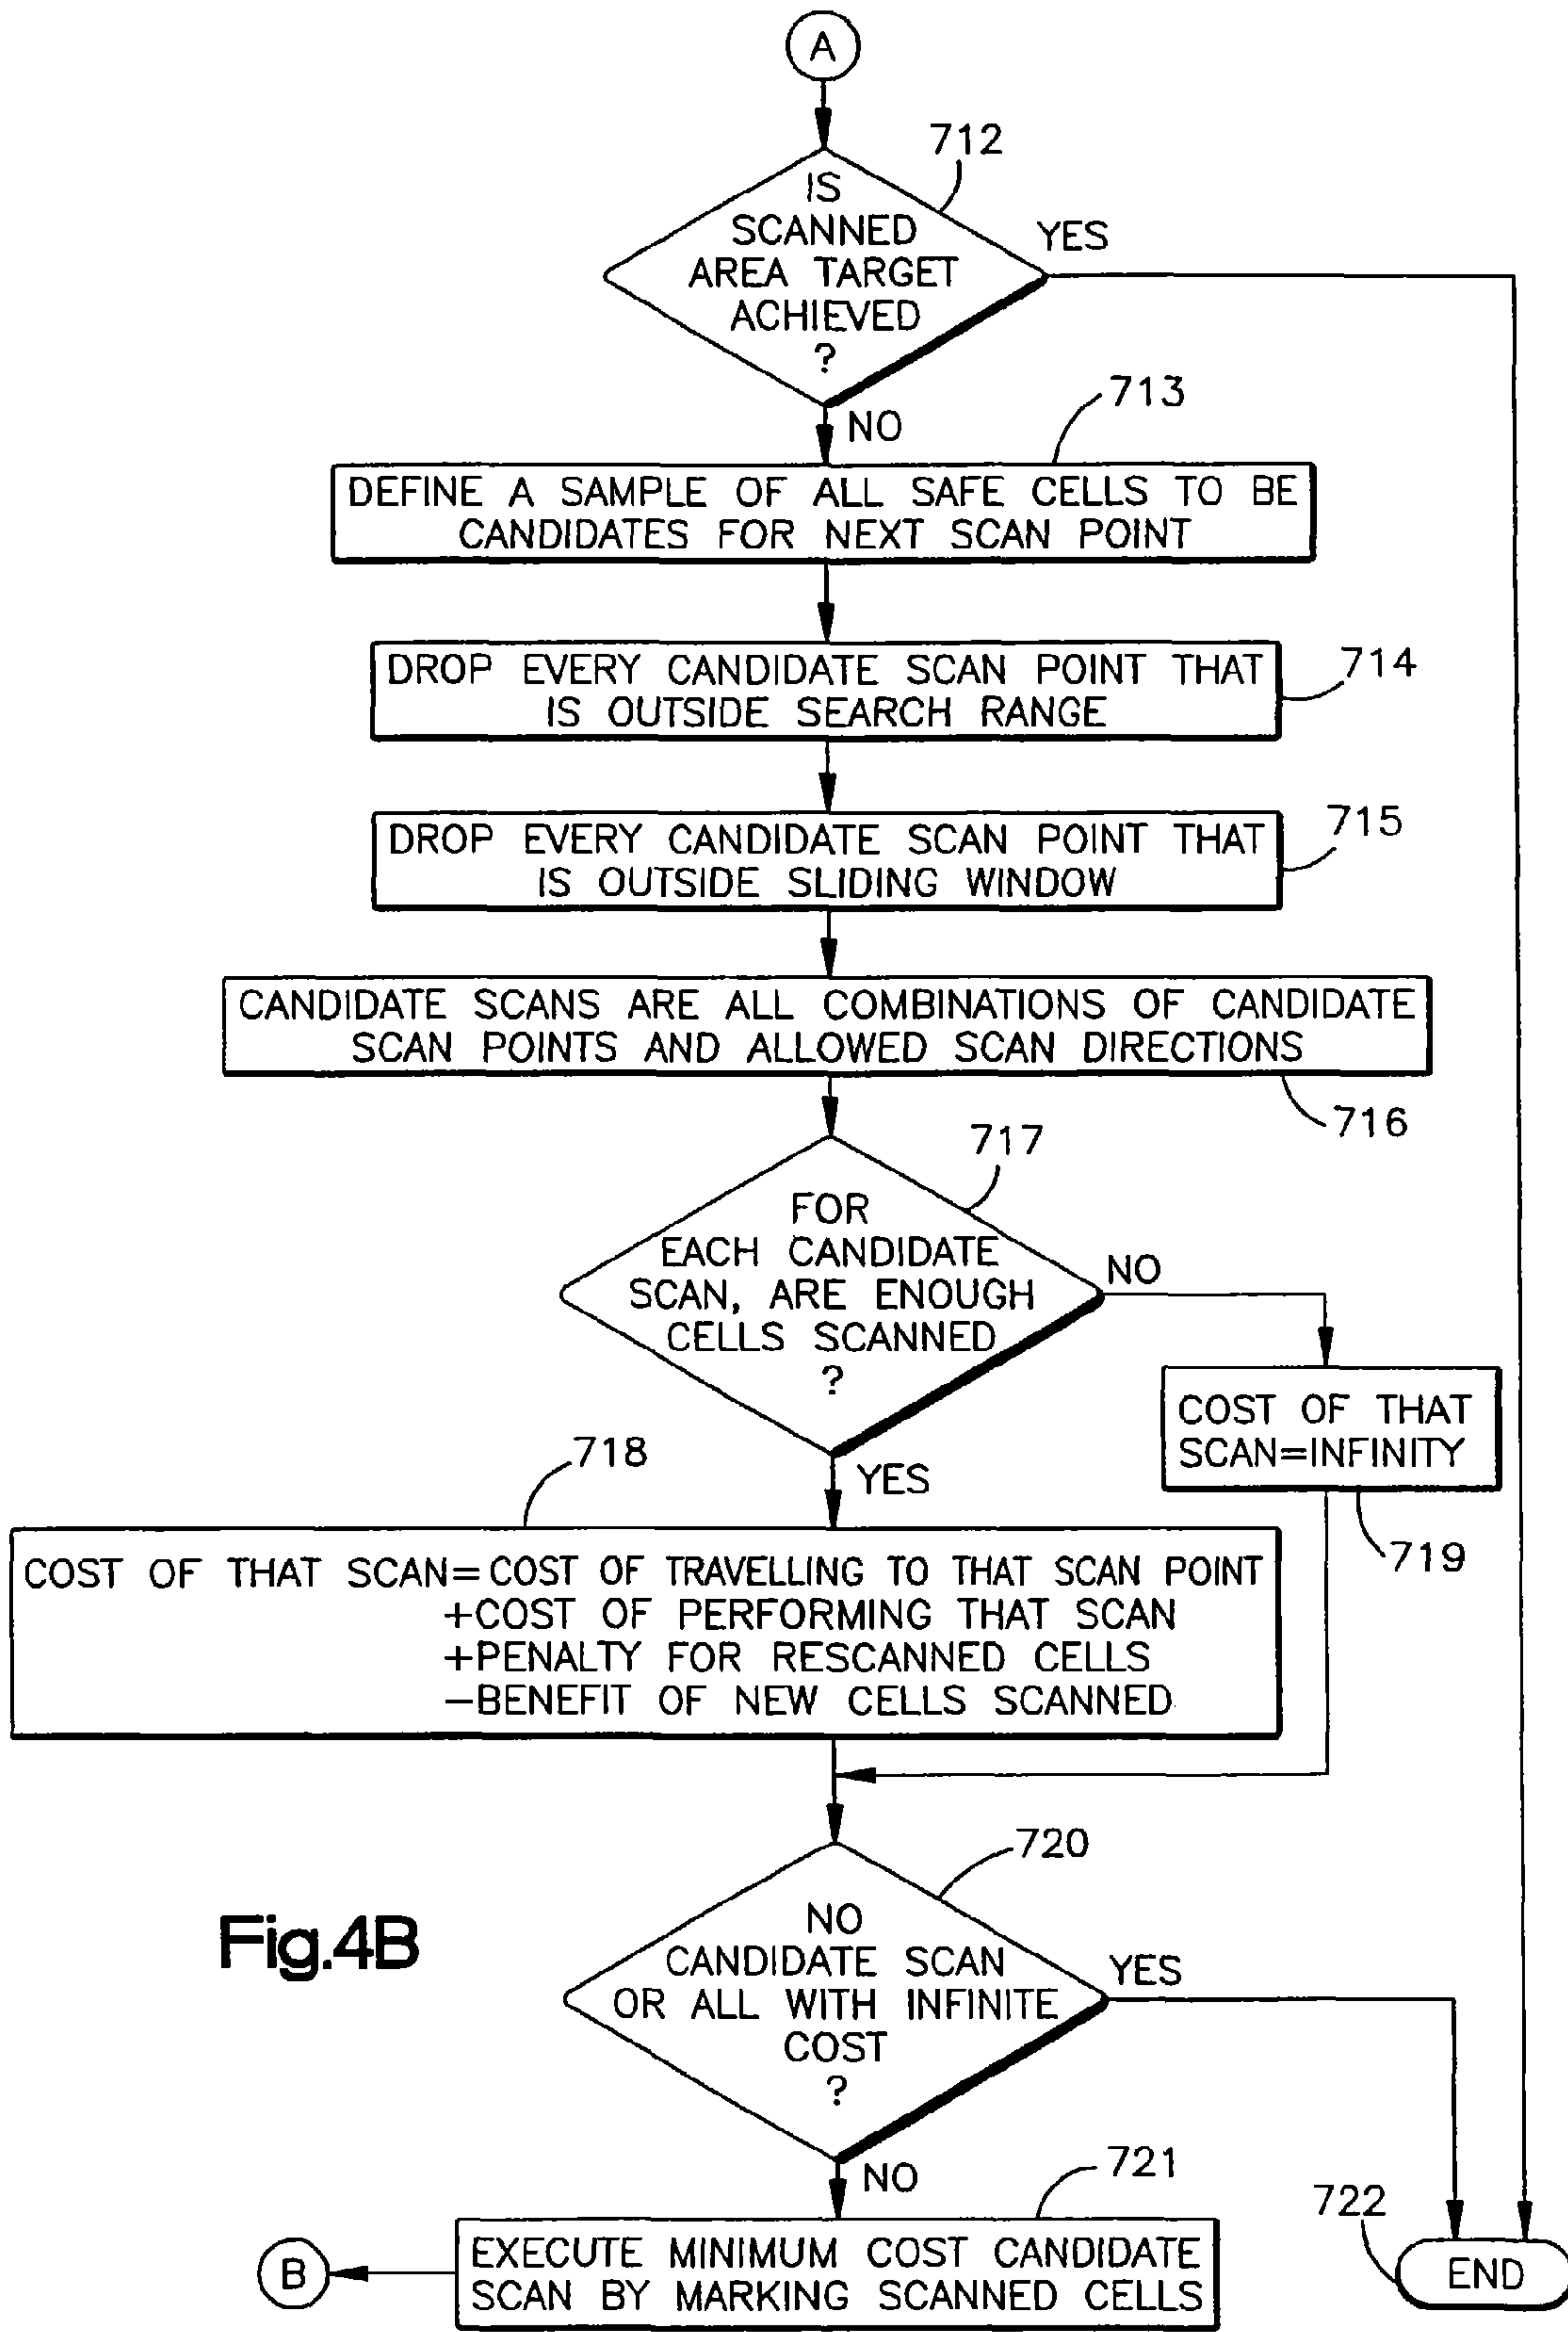 A
712
IS
SCANNED
AREA TARGET
ACHIEVED
?
YES
NO
713
DEFINE A SAMPLE OF ALL SAFE CELLS TO BE
CANDIDATES FOR NEXT SCAN POINT
DROP EVERY CANDIDATE SCAN POINT THAT
IS OUTSIDE SEARCH RANGE
714
DROP EVERY CANDIDATE SCAN POINT THAT
IS OUTSIDE SLIDING WINDOW
715
CANDIDATE SCANS ARE ALL COMBINATIONS OF CANDIDATE
SCAN POINTS AND ALLOWED SCAN DIRECTIONS
716
717
FOR
EACH CANDIDATE
SCAN, ARE ENOUGH
CELLS SCANNED
?
NO
YES
COST OF THAT
SCAN=INFINITY
719
718
COST OF THAT SCAN=COST OF TRAVELLING TO THAT SCAN POINT
+COST OF PERFORMING THAT SCAN
+PENALTY FOR RESCANNED CELLS
−BENEFIT OF NEW CELLS SCANNED
720
NO
CANDIDATE SCAN
OR ALL WITH INFINITE
COST
?
YES
NO
Fig.4B
721
EXECUTE MINIMUM COST CANDIDATE
SCAN BY MARKING SCANNED CELLS
B
722
END